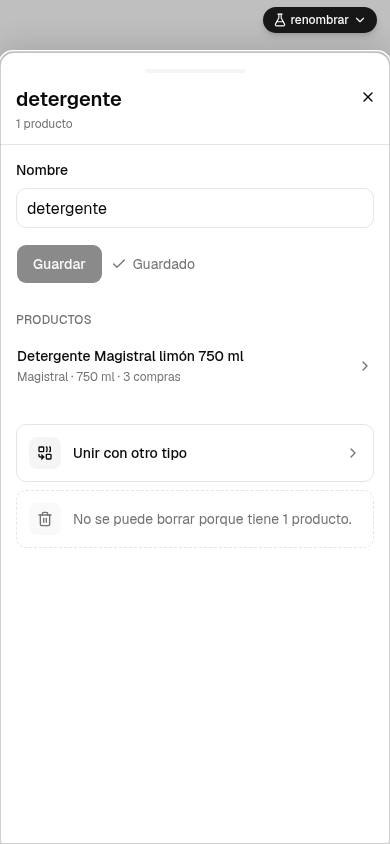 renombrar
detergente
1 producto
Nombre
detergente
Guardar
Guardado
PRODUCTOS
Detergente Magistral limón 750 ml
Magistral · 750 ml · 3 compras
Unir con otro tipo
No se puede borrar porque tiene 1 producto.